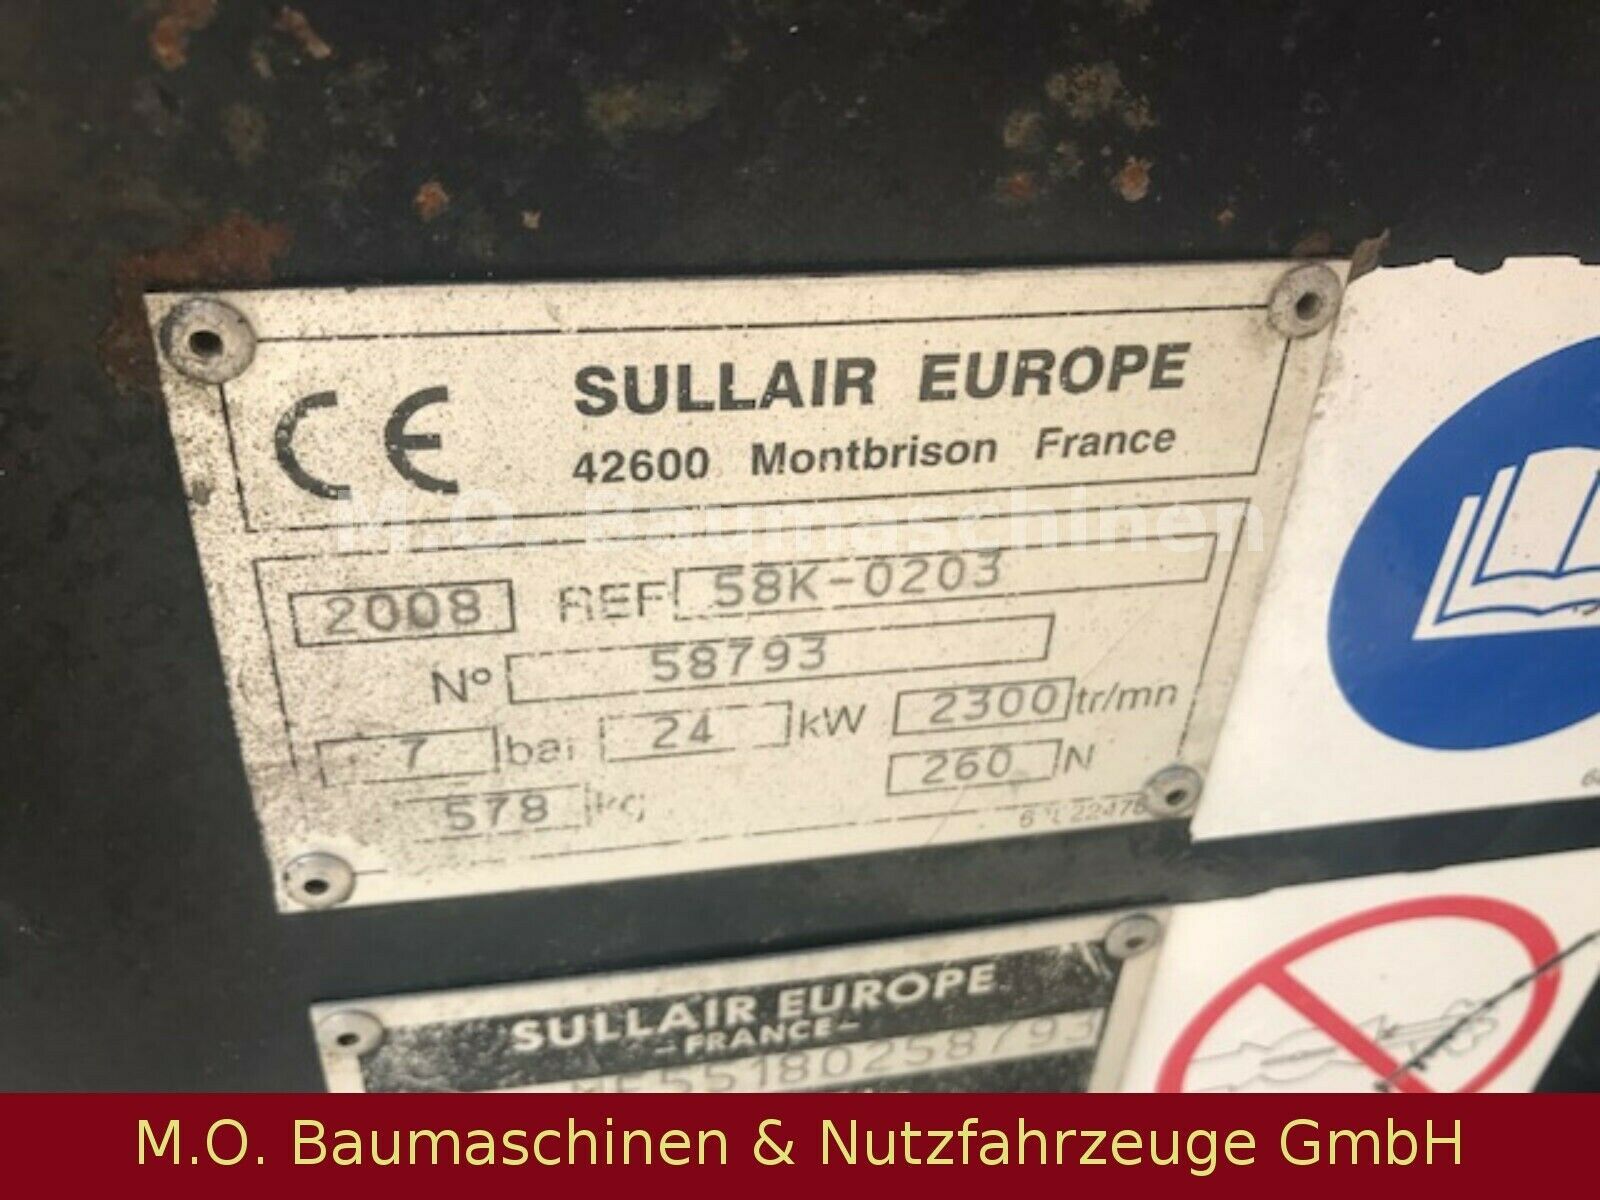 SULLAIR EUROPE
42600 Montbrison France
M.O. Baumaschinen
2008 REF 58K-0203
N° 58793
7 bar 24 kW 2300 tr/mn
578 kg 260 N
SULLAIR EUROPE
-FRANCE-
M.O. Baumaschinen & Nutzfahrzeuge GmbH